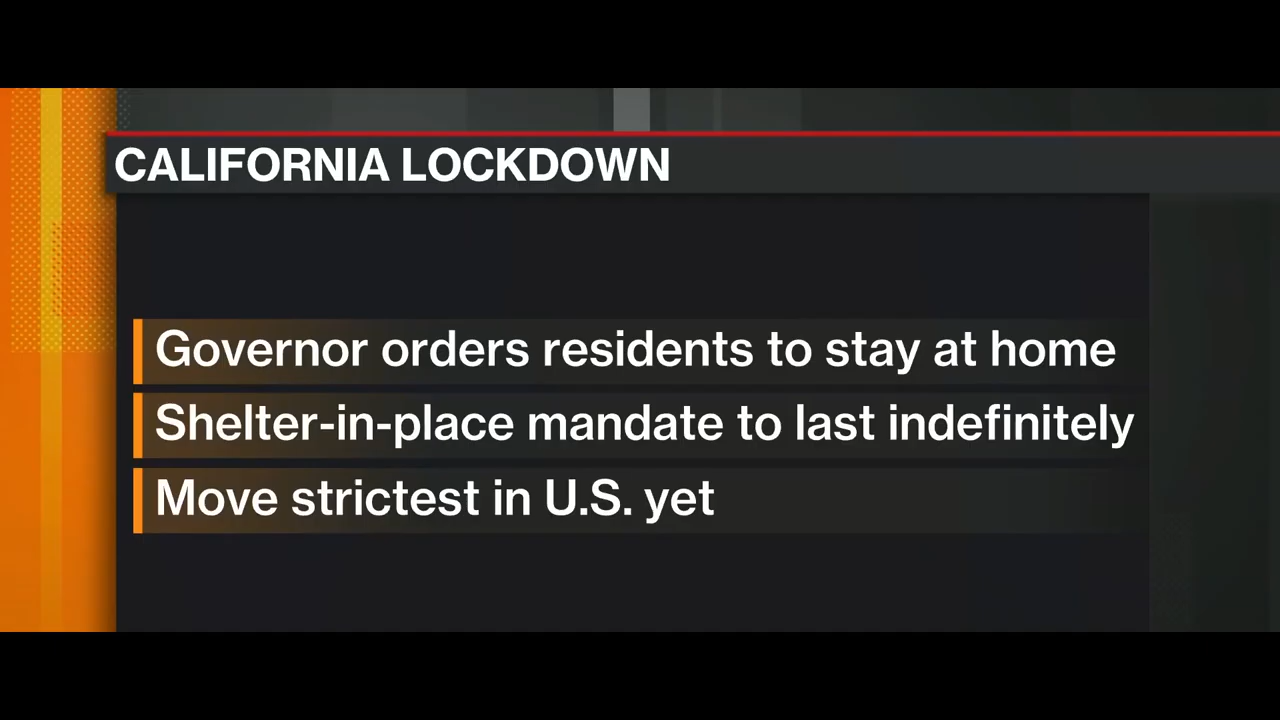 CALIFORNIA LOCKDOWN
Governor orders residents to stay at home
Shelter-in-place mandate to last indefinitely
Move strictest in U.S. yet